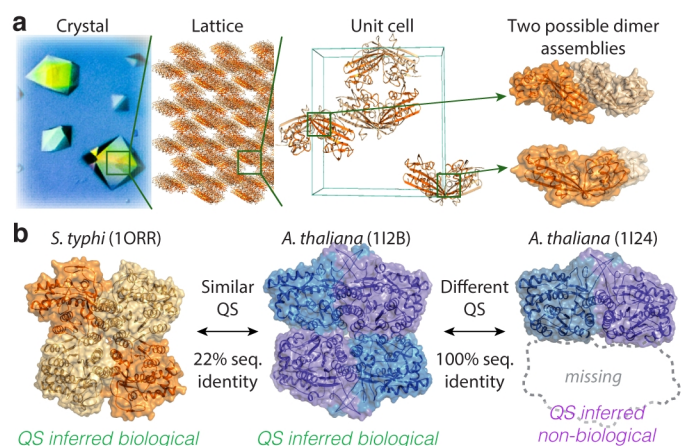 a
Crystal
Lattice
Unit cell
Two possible dimer
assemblies
b
S. typhi (1ORR)
A. thaliana (1I2B)
A. thaliana (1I24)
Similar
QS
22% seq.
identity
Different
QS
100% seq.
identity
missing
QS inferred biological
QS inferred biological
QS inferred
non-biological